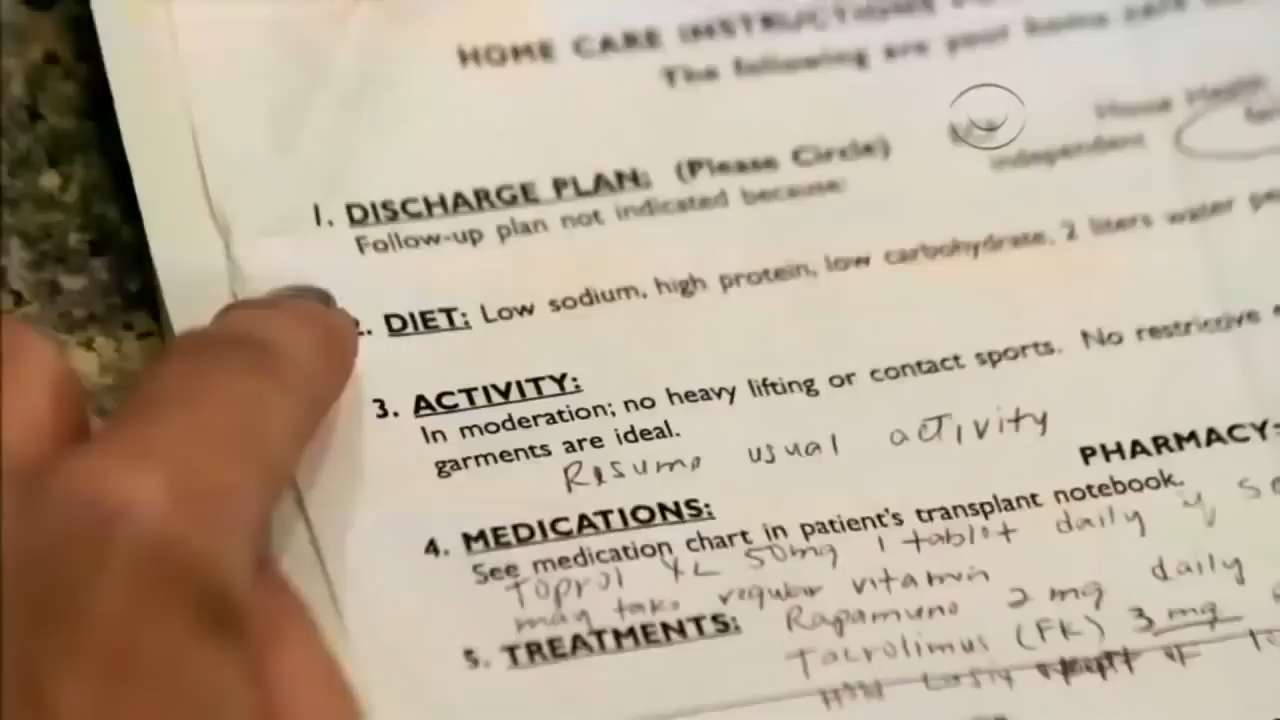 HOME CARE INSTRUCTIONS
The following are your home care
Home Health
independent
1. DISCHARGE PLAN: (Please Circle)
Follow-up plan not indicated because:
2. DIET: Low sodium, high protein, low carbohydrate, 2 liters water pe
3. ACTIVITY:
In moderation; no heavy lifting or contact sports. No restrictive
garments are ideal.
Resume usual activity
PHARMACY:
4. MEDICATIONS:
See medication chart in patient's transplant notebook.
Toprol XL 50mg 1 tablet daily
may take regular vitamin
Rapamune 2 mg daily
5. TREATMENTS:
Tacrolimus (FK) 3 mg